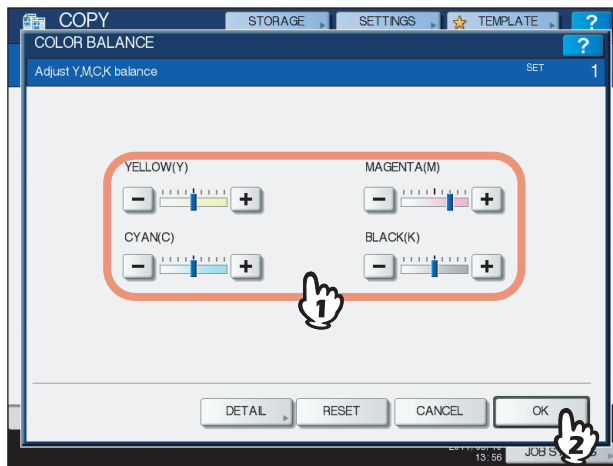 COPY STORAGE SETTINGS TEMPLATE ?
COLOR BALANCE ?
Adjust Y,M,C,K balance SET 1
YELLOW(Y) MAGENTA(M)
- + - +
CYAN(C) BLACK(K)
- + - +
1
DETAIL RESET CANCEL OK
2
13:56 JOB S